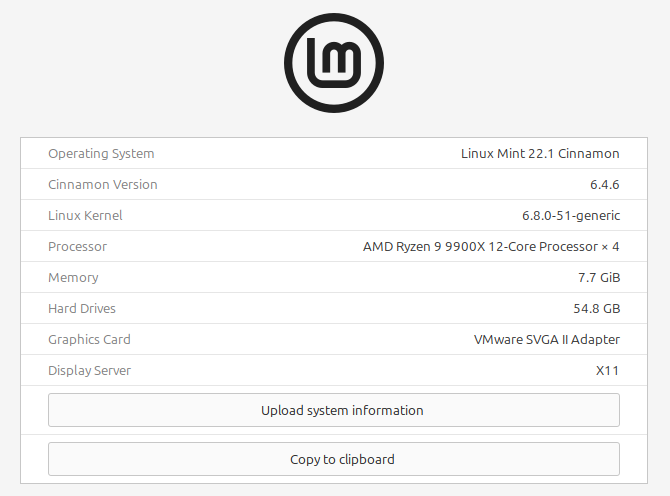 lm
Operating System Linux Mint 22.1 Cinnamon
Cinnamon Version 6.4.6
Linux Kernel 6.8.0-51-generic
Processor AMD Ryzen 9 9900X 12-Core Processor × 4
Memory 7.7 GiB
Hard Drives 54.8 GB
Graphics Card VMware SVGA II Adapter
Display Server X11
Upload system information
Copy to clipboard